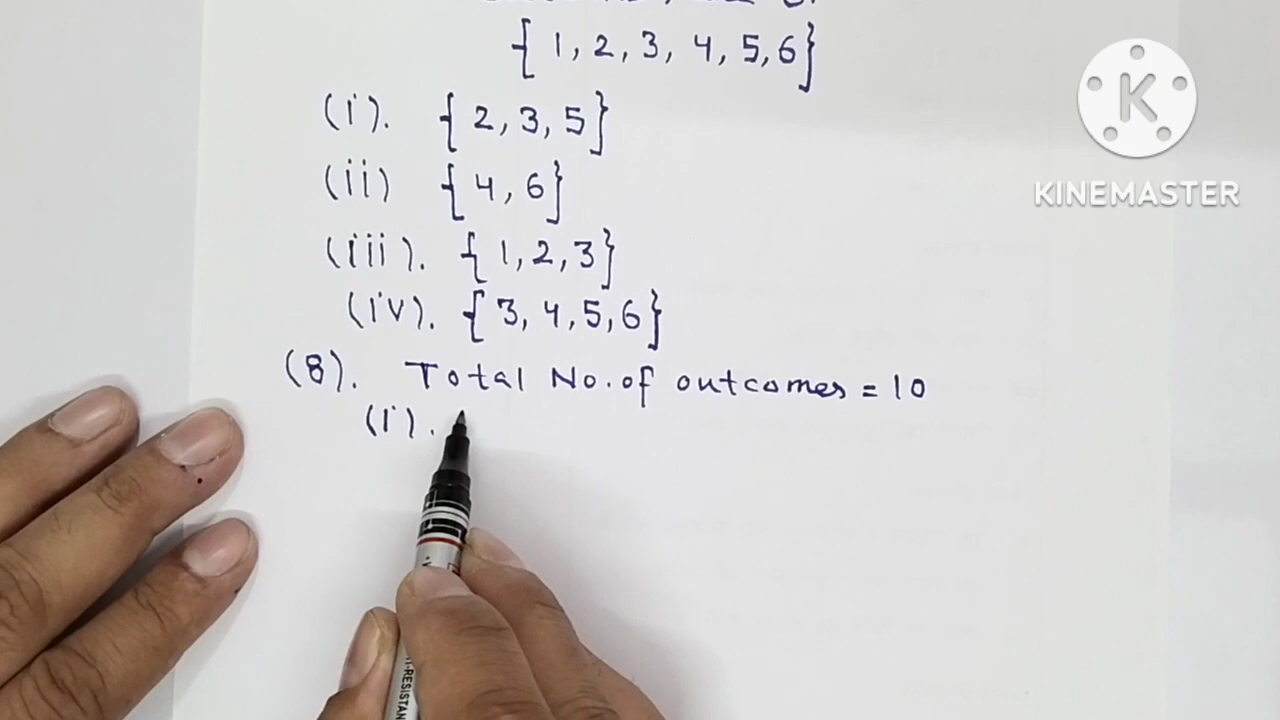 { 1, 2, 3, 4, 5, 6}
(i). { 2, 3, 5}
(ii) { 4, 6}
(iii). { 1, 2, 3}
(iv). { 3, 4, 5, 6}
(8). Total No. of outcomes = 10
(i).
K
KINEMASTER